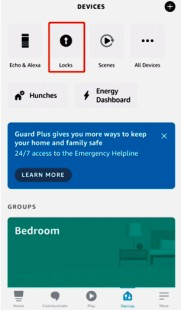 DEVICES
Echo & Alexa
Locks
Scenes
All Devices
Hunches
Energy
Dashboard
Guard Plus gives you more ways to keep
your home and family safe
24/7 access to the Emergency Helpline
LEARN MORE
GROUPS
Bedroom
Home
Communicate
Play
Devices
More